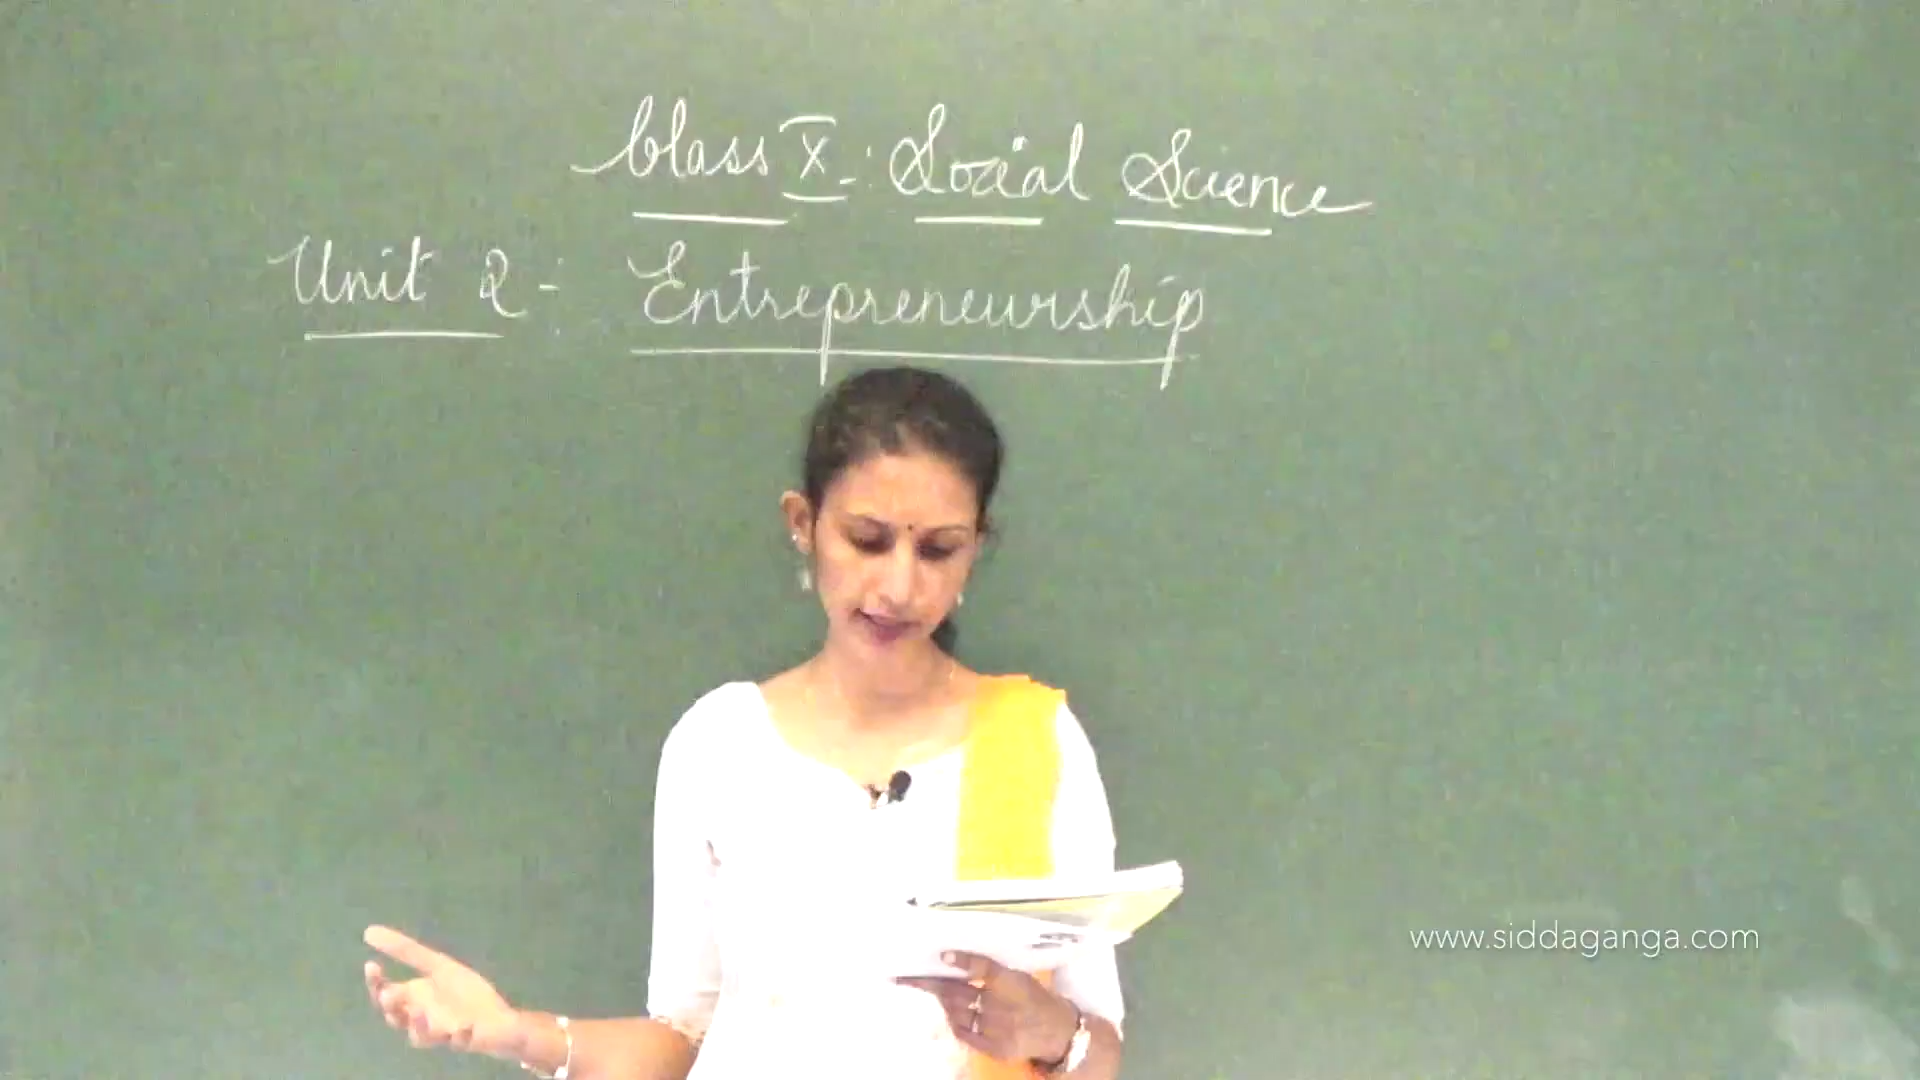 Class X : Social Science
Unit 2 : Entrepreneurship
www.siddaganga.com